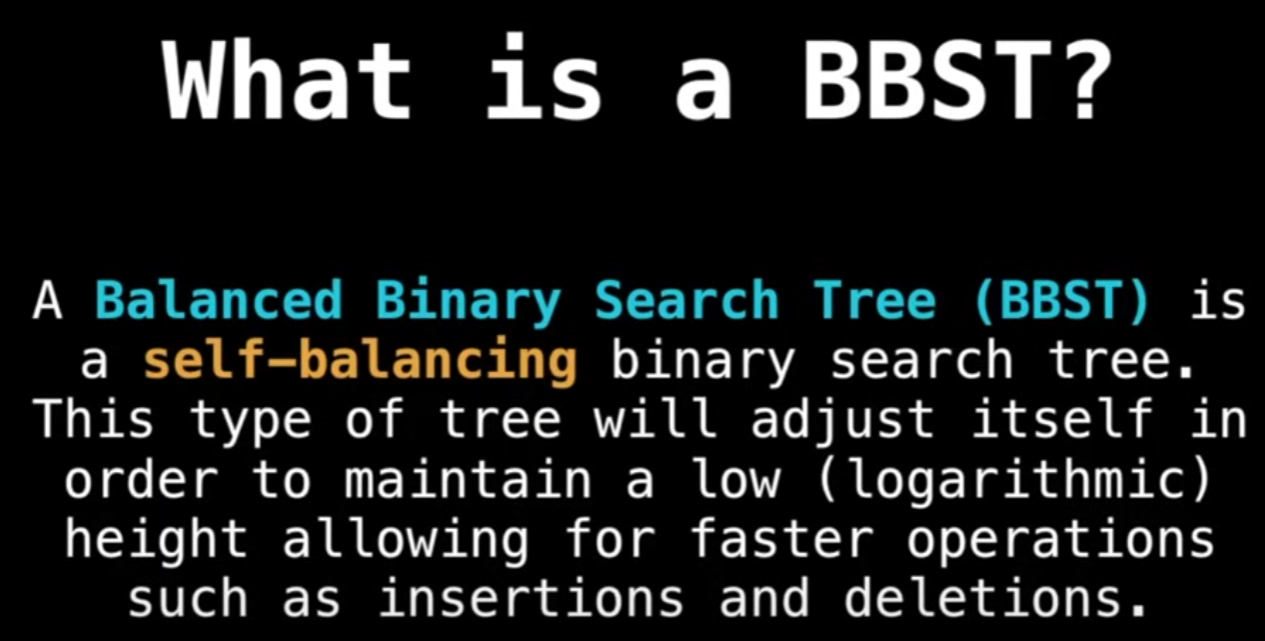 What is a BBST?
A Balanced Binary Search Tree (BBST) is
a self-balancing binary search tree.
This type of tree will adjust itself in
order to maintain a low (logarithmic)
height allowing for faster operations
such as insertions and deletions.